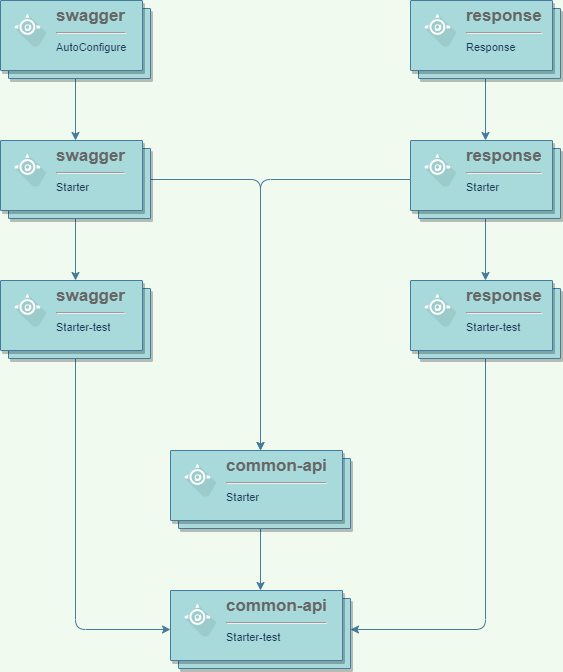 swagger
AutoConfigure
response
Response
swagger
Starter
response
Starter
swagger
Starter-test
response
Starter-test
common-api
Starter
common-api
Starter-test